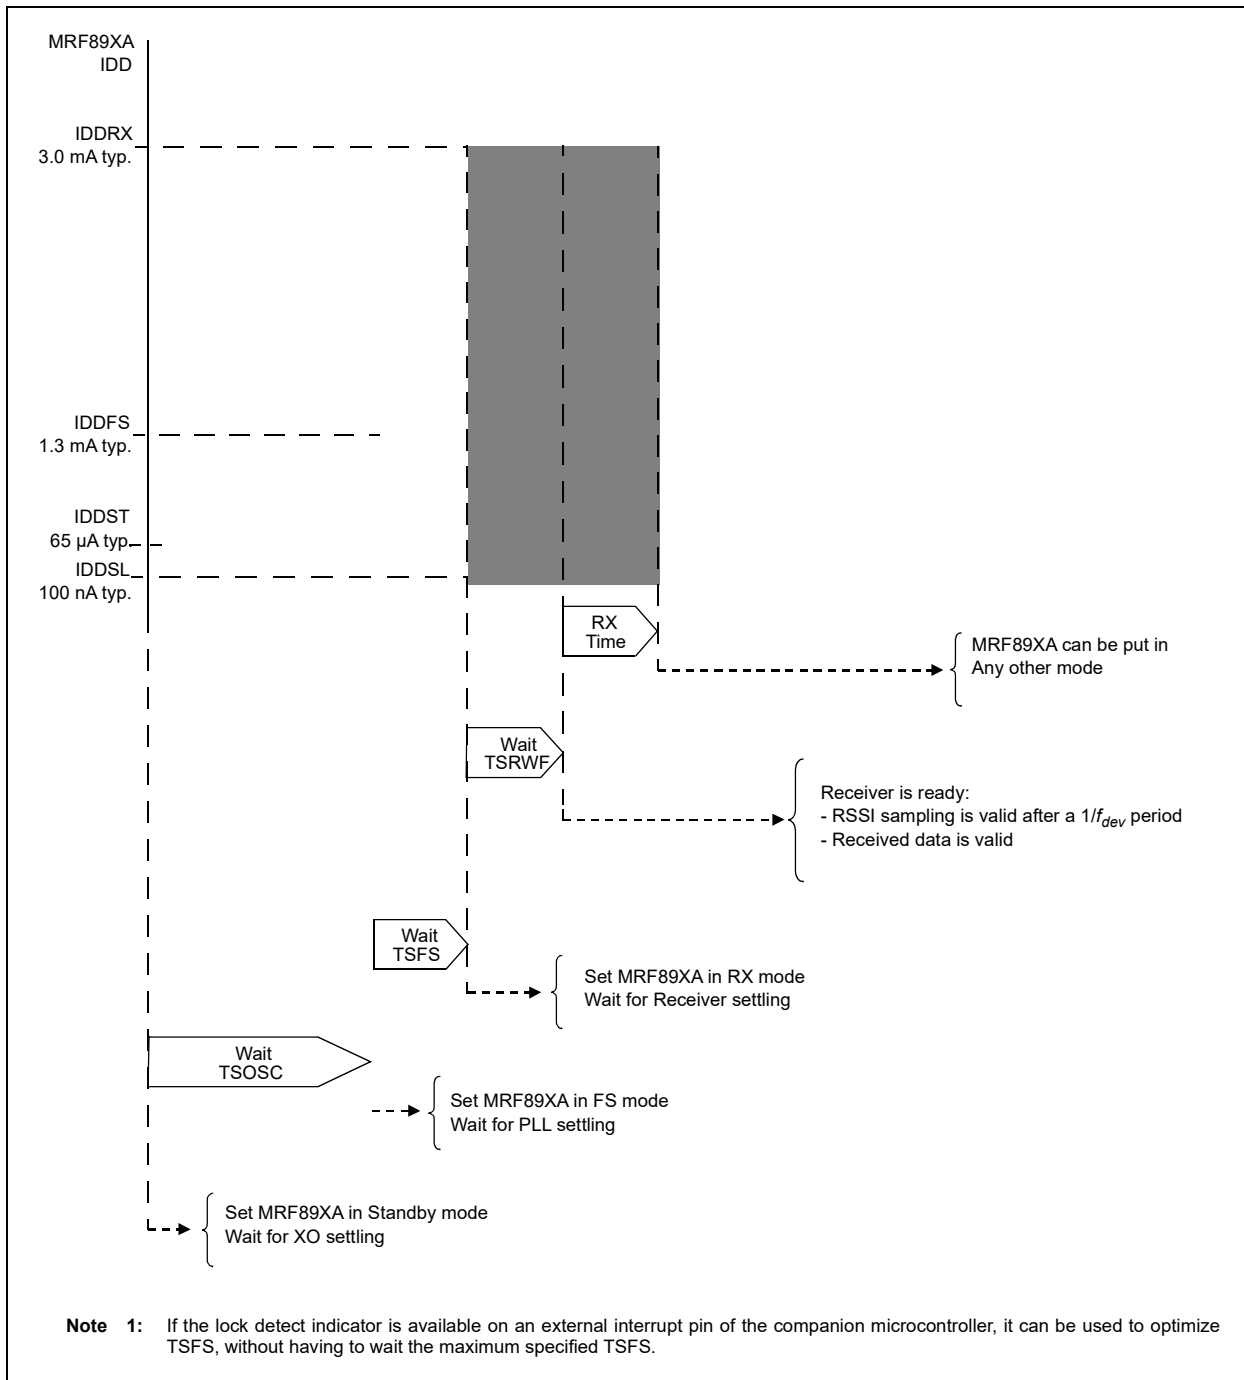 MRF89XA
IDD
IDDRX
3.0 mA typ.
IDDFS
1.3 mA typ.
IDDST
65 µA typ.
IDDSL
100 nA typ.
RX
Time
MRF89XA can be put in
Any other mode
Wait
TSRWF
Receiver is ready:
- RSSI sampling is valid after a 1/fdev period
- Received data is valid
Wait
TSFS
Set MRF89XA in RX mode
Wait for Receiver settling
Wait
TSOSC
Set MRF89XA in FS mode
Wait for PLL settling
Set MRF89XA in Standby mode
Wait for XO settling
Note 1: If the lock detect indicator is available on an external interrupt pin of the companion microcontroller, it can be used to optimize
TSFS, without having to wait the maximum specified TSFS.